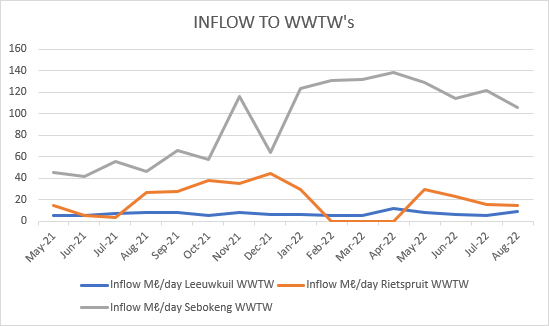 INFLOW TO WWTW's
160
140
120
100
80
60
40
20
0
May-21 Jun-21 Jul-21 Aug-21 Sep-21 Oct-21 Nov-21 Dec-21 Jan-22 Feb-22 Mar-22 Apr-22 May-22 Jun-22 Jul-22 Aug-22
Inflow Mℓ/day Leeuwkuil WWTW Inflow Mℓ/day Rietspruit WWTW
Inflow Mℓ/day Sebokeng WWTW